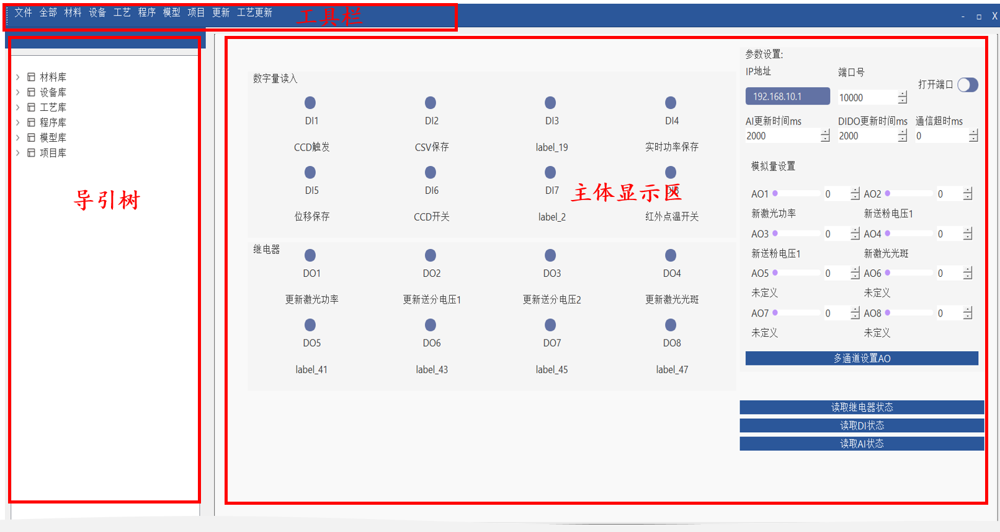 文件 全部 材料 设备 工艺 程序 模型 项目 更新 工艺更新
工具栏
- □ X
材料库
设备库
工艺库
程序库
模型库
项目库
导引树
数字量读入
DI1 DI2 DI3 DI4
CCD触发 CSV保存 label_19 实时功率保存
DI5 DI6 DI7 DI8
主体显示区
位移保存 CCD开关 label_2 红外点温开关
继电器
DO1 DO2 DO3 DO4
更新激光功率 更新送分电压1 更新送分电压2 更新激光光斑
DO5 DO6 DO7 DO8
label_41 label_43 label_45 label_47
参数设置:
IP地址 端口号
打开端口
192.168.10.1 10000
AI更新时间ms DIDO更新时间ms 通信超时ms
2000 2000 0
模拟量设置
AO1 0 AO2 0
新激光功率 新送粉电压1
AO3 0 AO4 0
新送粉电压1 新激光光斑
AO5 0 AO6 0
未定义 未定义
AO7 0 AO8 0
未定义 未定义
多通道设置AO
读取继电器状态
读取DI状态
读取AI状态